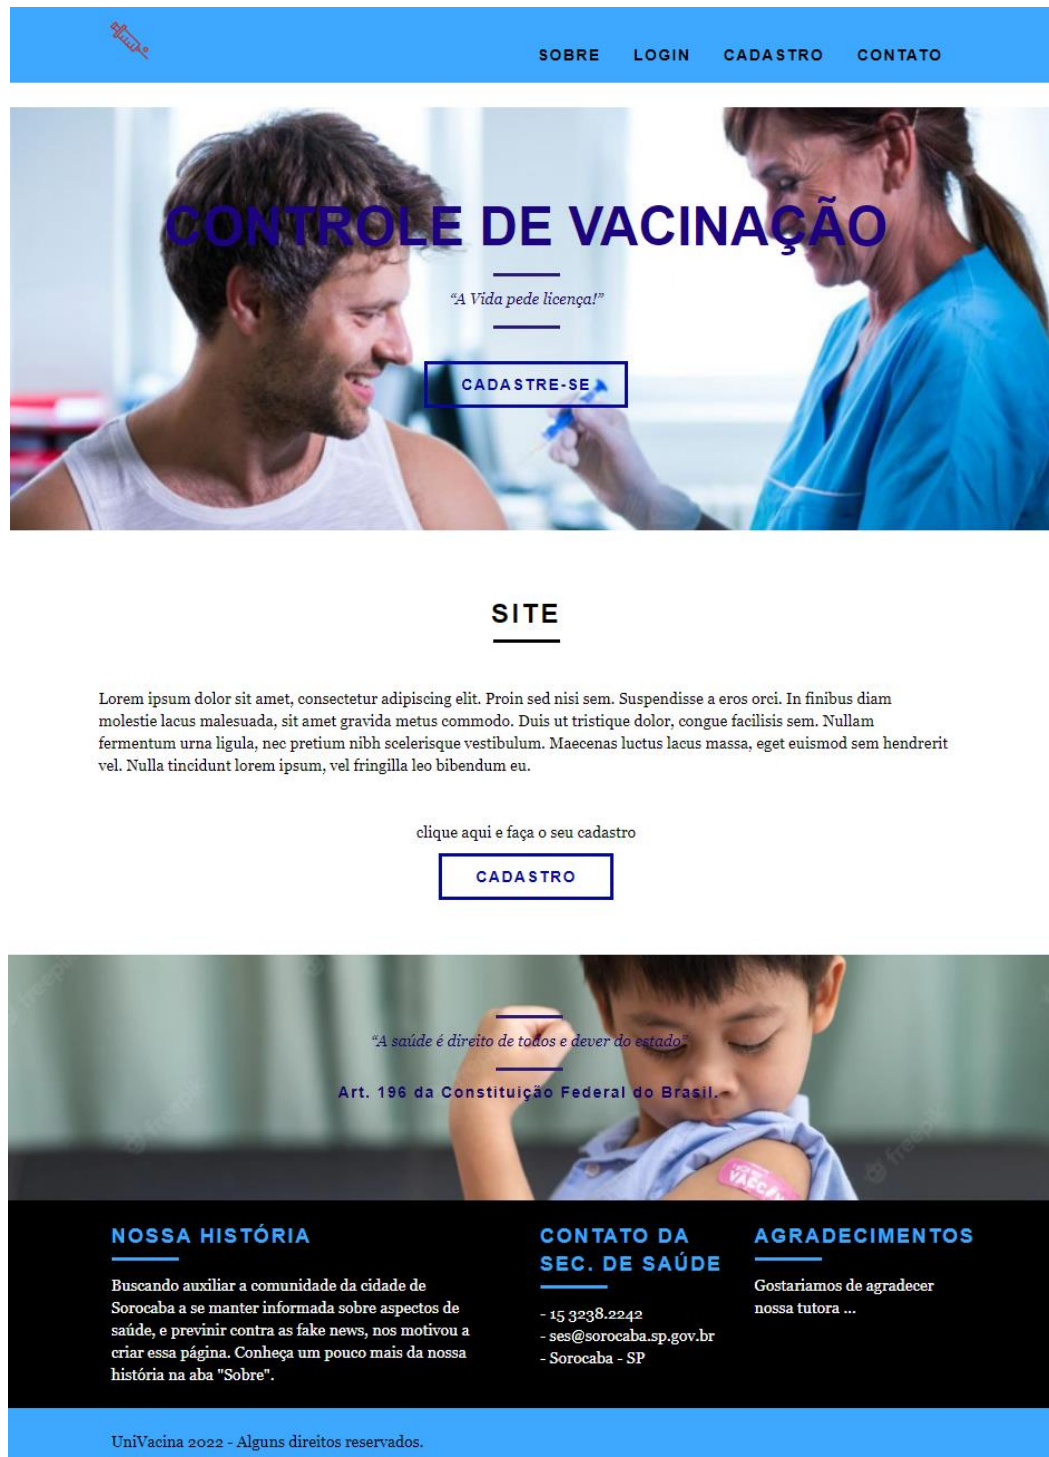 SOBRE LOGIN CADASTRO CONTATO
CONTROLE DE VACINAÇÃO
“A Vida pede licença!”
CADASTRE-SE
SITE
Lorem ipsum dolor sit amet, consectetur adipiscing elit. Proin sed nisi sem. Suspendisse a eros orci. In finibus diam
molestie lacus malesuada, sit amet gravida metus commodo. Duis ut tristique dolor, congue facilisis sem. Nullam
fermentum urna ligula, nec pretium nibh scelerisque vestibulum. Maecenas luctus lacus massa, eget euismod sem hendrerit
vel. Nulla tincidunt lorem ipsum, vel fringilla leo bibendum eu.
clique aqui e faça o seu cadastro
CADASTRO
“A saúde é direito de todos e dever do estado”
Art. 196 da Constituição Federal do Brasil.
freepik
NOSSA HISTÓRIA
Buscando auxiliar a comunidade da cidade de
Sorocaba a se manter informada sobre aspectos de
saúde, e previnir contra as fake news, nos motivou a
criar essa página. Conheça um pouco mais da nossa
história na aba "Sobre".
CONTATO DA
SEC. DE SAÚDE
- 15 3238.2242
- ses@sorocaba.sp.gov.br
- Sorocaba - SP
AGRADECIMENTOS
Gostariamos de agradecer
nossa tutora ...
UniVacina 2022 - Alguns direitos reservados.